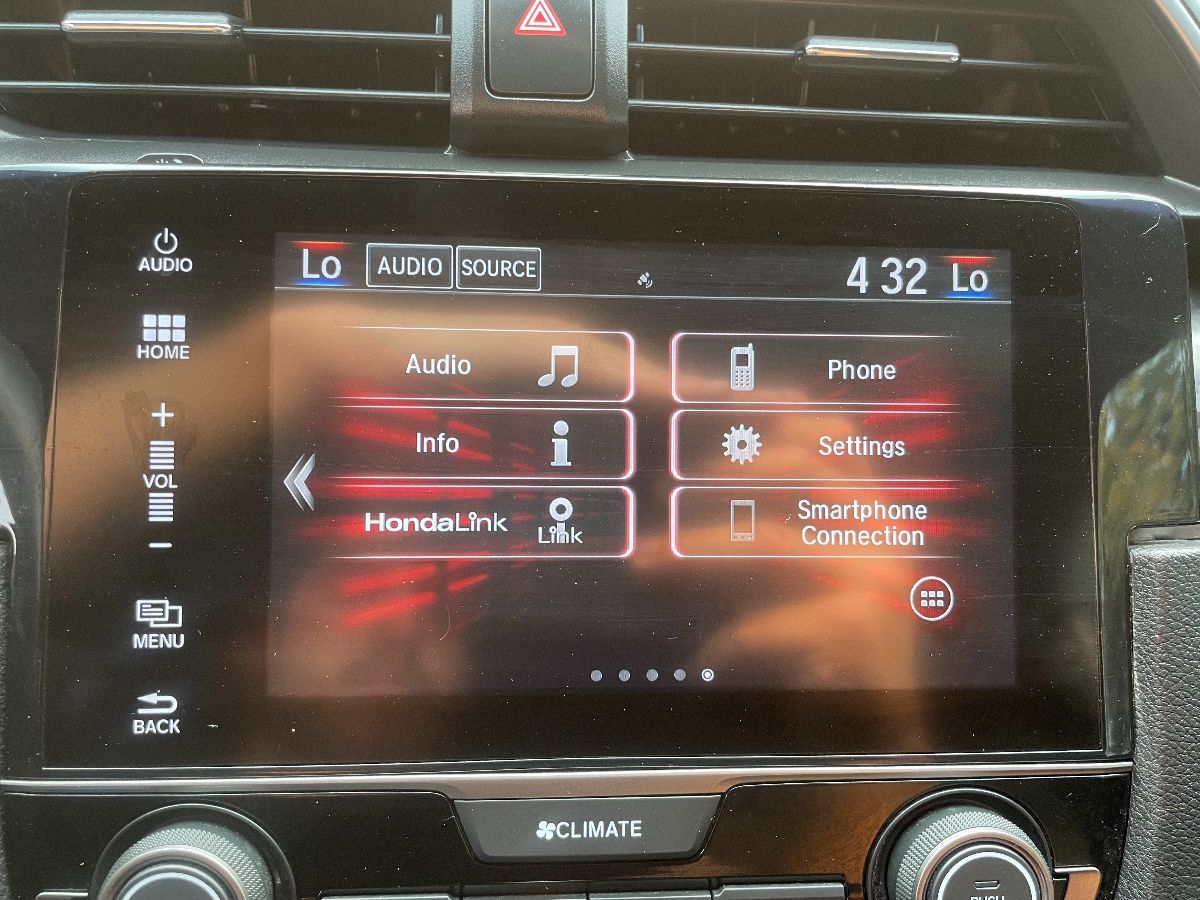 AUDIO
HOME
+
VOL
−
MENU
BACK
Lo AUDIO SOURCE 4 32 Lo
Audio
Phone
Info
Settings
HondaLink
Link
Smartphone
Connection
CLIMATE
PUSH